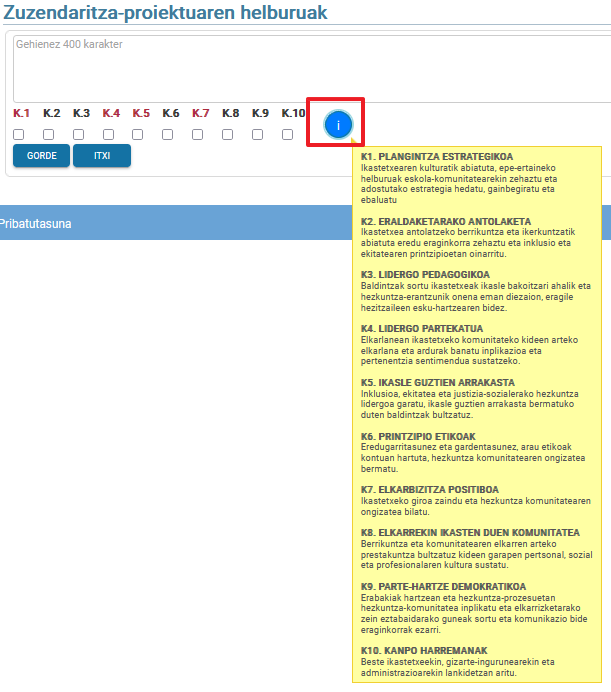 Zuzendaritza-proiektuaren helburuak
Gehienez 400 karakter
K.1 K.2 K.3 K.4 K.5 K.6 K.7 K.8 K.9 K.10
i
GORDE ITXI
Pribatutasuna
K1. PLANGINTZA ESTRATEGIKOA
Ikastetxearen kulturatik abiatuta, epe-ertaineko
helburuak eskola-komunitatearekin zehaztu eta
adostutako estrategia hedatu, gainbegiratu eta
ebaluatu
K2. ERALDAKETARAKO ANTOLAKETA
Ikastetxea antolatzeko berrikuntza eta ikerkuntzatik
abiatuta eredu eraginkorra zehaztu eta inklusio eta
ekitatearen printzipioetan oinarritu.
K3. LIDERGO PEDAGOGIKOA
Baldintzak sortu ikastetxeak ikasle bakoitzari ahalik eta
hezkuntza-erantzunik onena eman diezaion, eragile
hezitzaileen esku-hartzearen bidez.
K4. LIDERGO PARTEKATUA
Elkarlanean ikastetxeko komunitateko kideen arteko
elkarlana eta ardurak banatu inplikazioa eta
pertenentzia sentimendua sustatzeko.
K5. IKASLE GUZTIEN ARRAKASTA
Inklusioa, ekitatea eta justizia-sozialerako hezkuntza
lidergoa garatu, ikasle guztien arrakasta bermatuko
duten baldintzak bultzatuz.
K6. PRINTZIPIO ETIKOAK
Eredugarritasunez eta gardentasunez, arau etikoak
kontuan hartuta, hezkuntza komunitatearen ongizatea
bermatu.
K7. ELKARBIZITZA POSITIBOA
Ikastetxeko giroa zaindu eta hezkuntza komunitatearen
ongizatea bilatu.
K8. ELKARREKIN IKASTEN DUEN KOMUNITATEA
Berrikuntza eta komunitatearen elkarren arteko
prestakuntza bultzatuz kideen garapen pertsonal, sozial
eta profesionalaren kultura sustatu.
K9. PARTE-HARTZE DEMOKRATIKOA
Erabakiak hartzean eta hezkuntza-prozesuetan
hezkuntza-komunitatea inplikatu eta elkarrizketarako
zein eztabaidarako guneak sortu eta komunikazio bide
eraginkorrak ezarri.
K10. KANPO HARREMANAK
Beste ikastetxeekin, gizarte-ingurunearekin eta
administrazioarekin lankidetzan aritu.